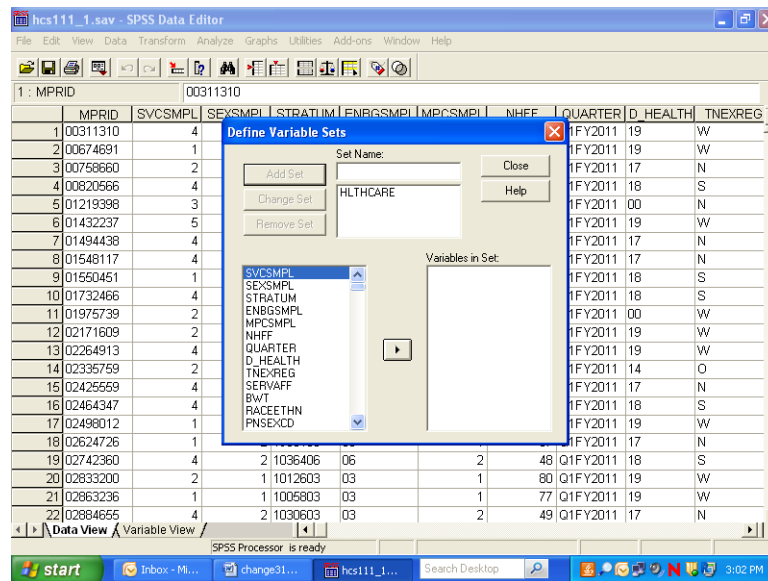 hcs111_1.sav - SPSS Data Editor
File Edit View Data Transform Analyze Graphs Utilities Add-ons Window Help
1 : MPRID 00311310
MPRID SVCSMPL SEXSMPL STRATUM ENBGSMPL MPCSMPL NHFF QUARTER D_HEALTH TNEXREG
Define Variable Sets
Set Name:
Add Set
Change Set
Remove Set
HLTHCARE
Close
Help
SVCSMPL
SEXSMPL
STRATUM
ENBGSMPL
MPCSMPL
NHFF
QUARTER
D_HEALTH
TNEXREG
SERVAFF
BWT
RACEETHN
PNSEXCD
Variables in Set:
1 00311310 4 1FY2011 19 W
2 00674691 1 1FY2011 19 W
3 00758660 2 1FY2011 17 N
4 00820566 4 1FY2011 18 S
5 01219398 3 1FY2011 00 N
6 01432237 5 1FY2011 19 W
7 01494438 4 1FY2011 17 N
8 01548117 4 1FY2011 17 N
9 01550451 1 1FY2011 18 S
10 01732466 4 1FY2011 18 S
11 01975739 2 1FY2011 00 W
12 02171609 2 1FY2011 19 W
13 02264913 4 1FY2011 19 W
14 02335759 2 1FY2011 14 O
15 02425559 4 1FY2011 17 N
16 02464347 4 1FY2011 18 S
17 02498012 1 1FY2011 19 W
18 02624726 1 1FY2011 17 N
19 02742360 4 2 1036406 06 2 48 Q1FY2011 18 S
20 02833200 2 1 1012603 03 1 80 Q1FY2011 19 W
21 02863236 1 1 1005803 03 1 77 Q1FY2011 19 W
22 02884655 4 2 1030603 03 2 49 Q1FY2011 17 N
Data View Variable View
SPSS Processor is ready
start Inbox - Mi... change31... hcs111_1... Search Desktop 3:02 PM